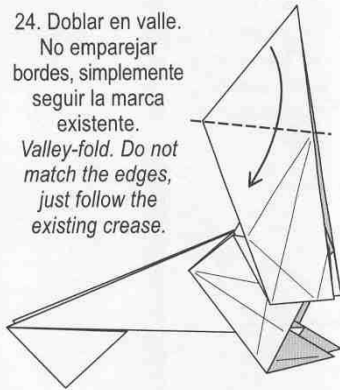 24. Doblar en valle.
No emparejar
bordes, simplemente
seguir la marca
existente.
Valley-fold. Do not
match the edges,
just follow the
existing crease.